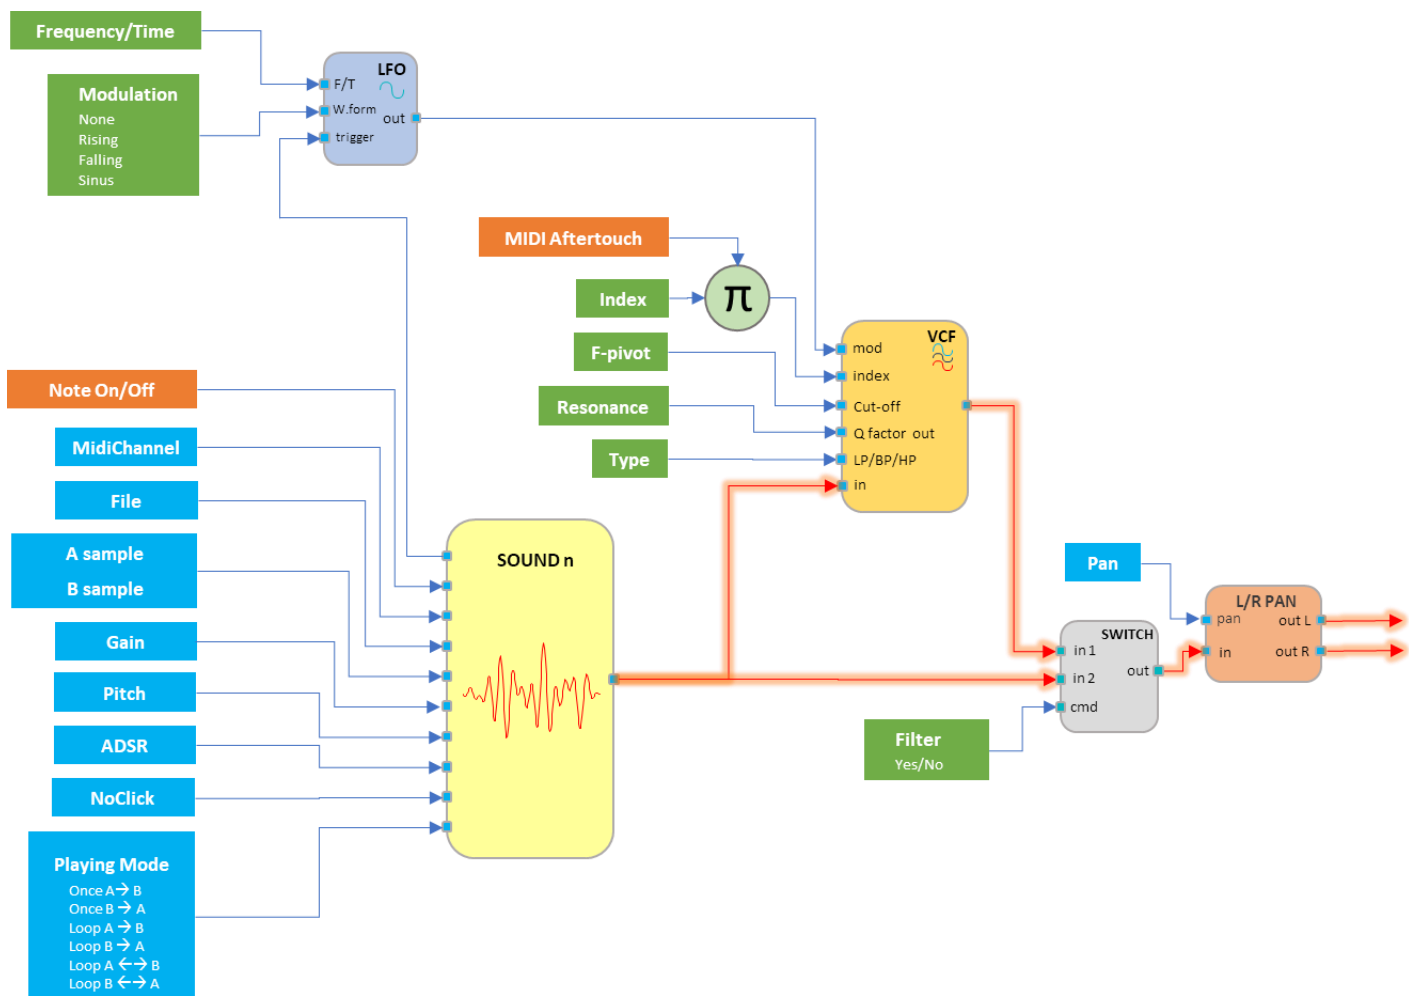 Frequency/Time
Modulation
None
Rising
Falling
Sinus
LFO
F/T
W.form
out
trigger
MIDI Aftertouch
π
Index
F-pivot
Resonance
Type
VCF
mod
index
Cut-off
Q factor out
LP/BP/HP
in
Note On/Off
MidiChannel
File
A sample
B sample
Gain
Pitch
ADSR
NoClick
Playing Mode
Once A→ B
Once B → A
Loop A → B
Loop B → A
Loop A ←→ B
Loop B ←→ A
SOUND n
Pan
L/R PAN
pan
out L
in
out R
SWITCH
in 1
in 2
out
cmd
Filter
Yes/No